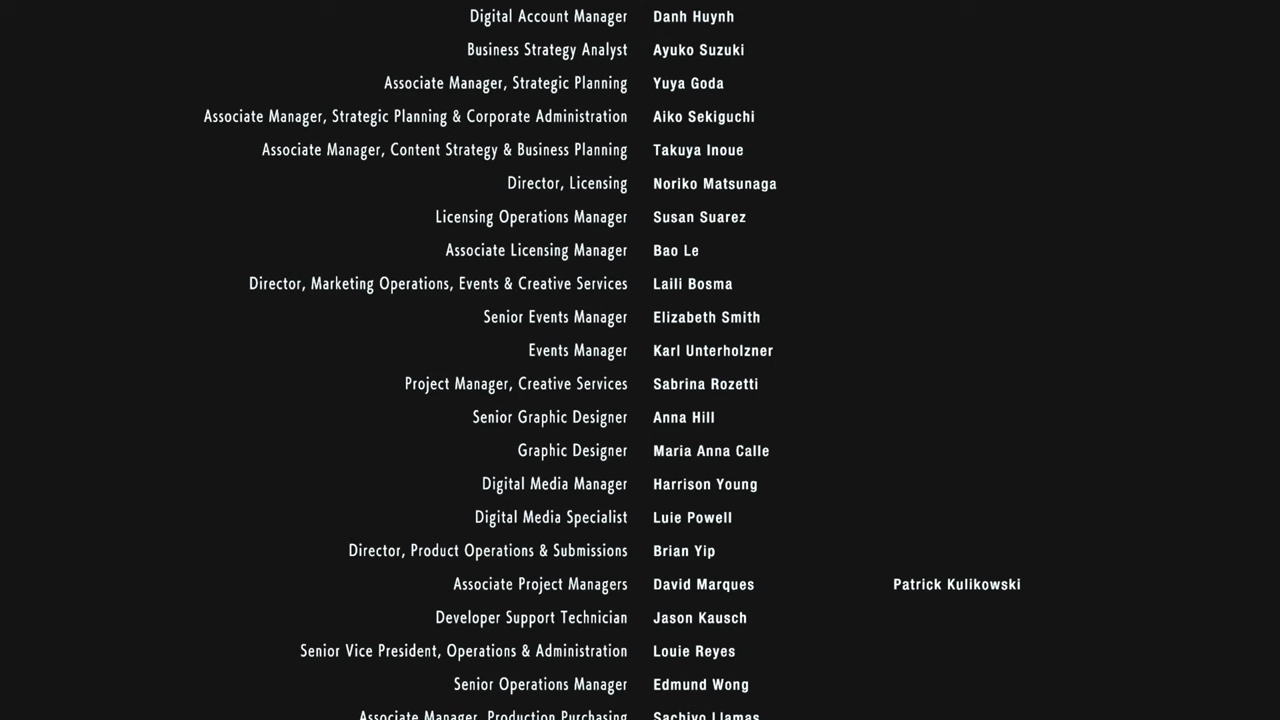 Digital Account Manager Danh Huynh
Business Strategy Analyst Ayuko Suzuki
Associate Manager, Strategic Planning Yuya Goda
Associate Manager, Strategic Planning & Corporate Administration Aiko Sekiguchi
Associate Manager, Content Strategy & Business Planning Takuya Inoue
Director, Licensing Noriko Matsunaga
Licensing Operations Manager Susan Suarez
Associate Licensing Manager Bao Le
Director, Marketing Operations, Events & Creative Services Laili Bosma
Senior Events Manager Elizabeth Smith
Events Manager Karl Unterholzner
Project Manager, Creative Services Sabrina Rozetti
Senior Graphic Designer Anna Hill
Graphic Designer Maria Anna Calle
Digital Media Manager Harrison Young
Digital Media Specialist Luie Powell
Director, Product Operations & Submissions Brian Yip
Associate Project Managers David Marques Patrick Kulikowski
Developer Support Technician Jason Kausch
Senior Vice President, Operations & Administration Louie Reyes
Senior Operations Manager Edmund Wong
Associate Manager, Production Purchasing Sachiyo Llamas